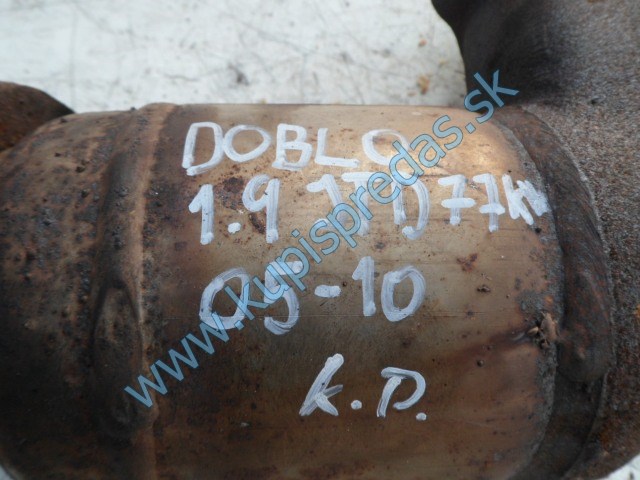 DOBLO
1.9 JTD 77kW
05-10
K.D.
www.kupispredas.sk